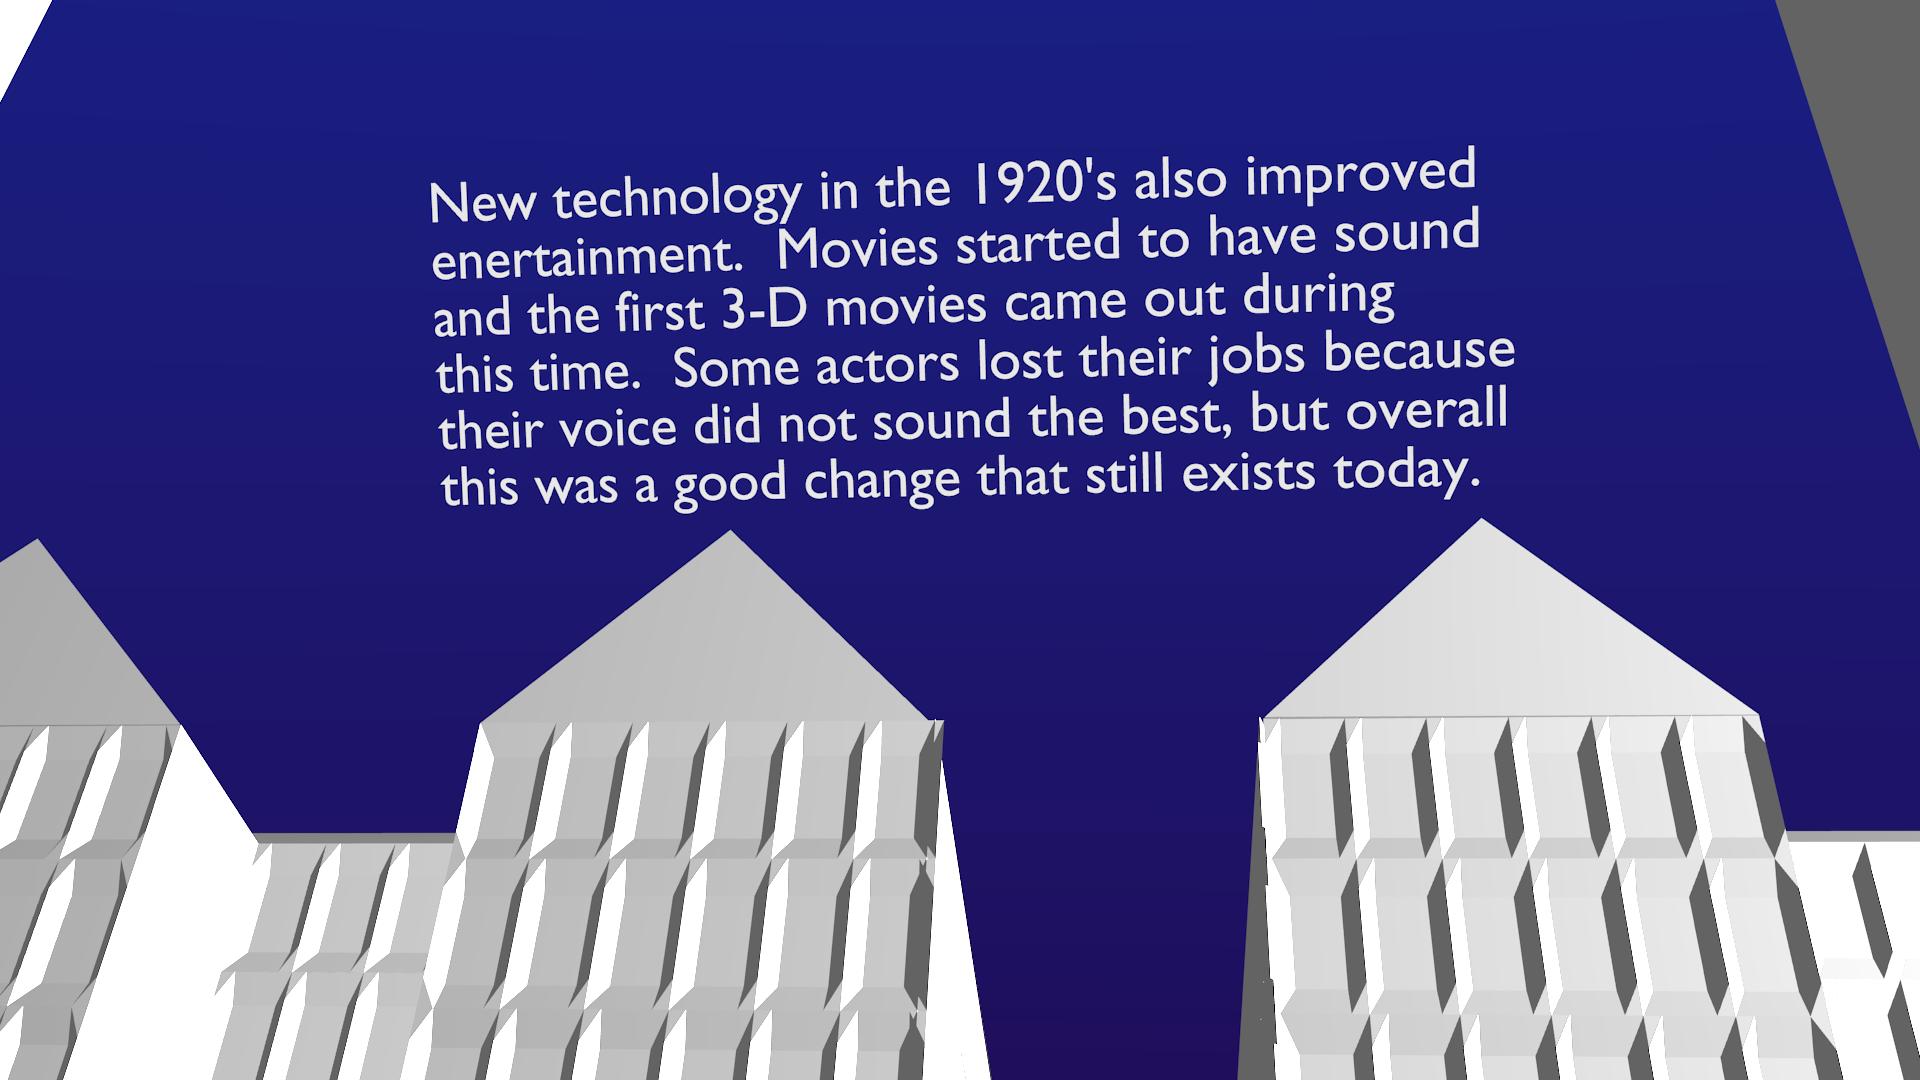 New technology in the 1920's also improved
enertainment.  Movies started to have sound
and the first 3-D movies came out during
this time.  Some actors lost their jobs because
their voice did not sound the best, but overall
this was a good change that still exists today.